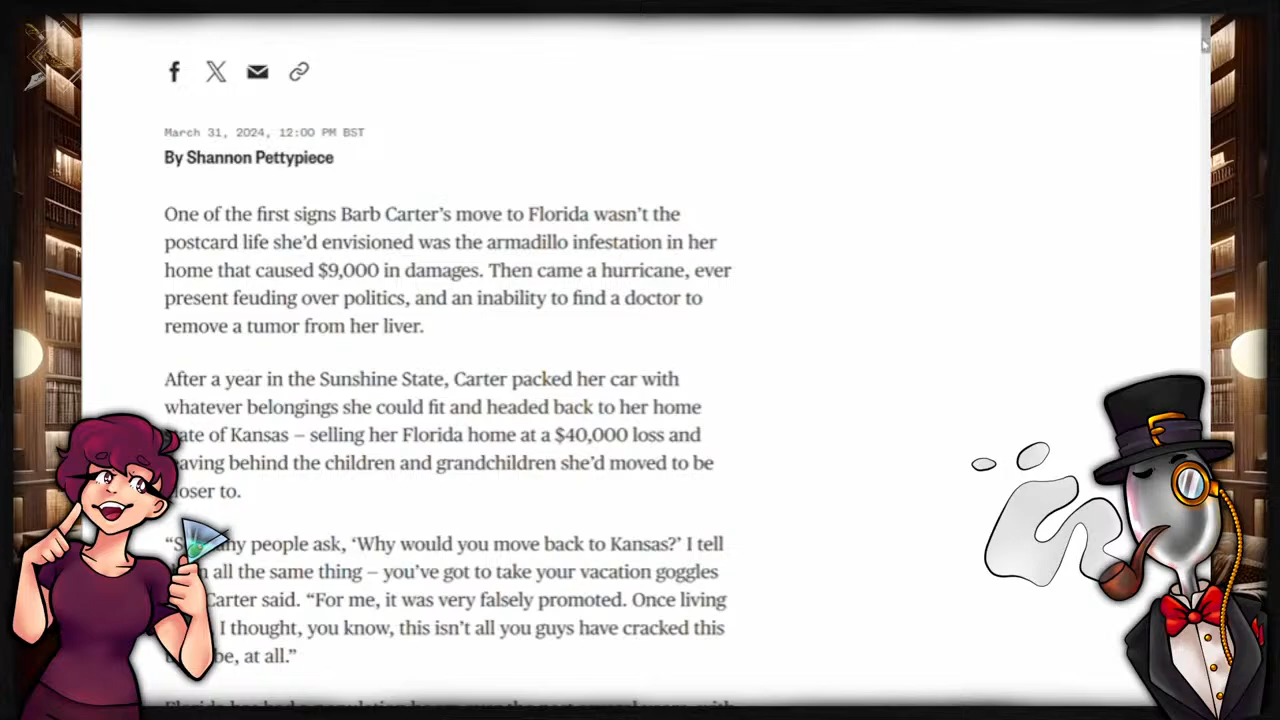 March 31, 2024, 12:00 PM BST
By Shannon Pettypiece
One of the first signs Barb Carter's move to Florida wasn't the
postcard life she'd envisioned was the armadillo infestation in her
home that caused $9,000 in damages. Then came a hurricane, ever
present feuding over politics, and an inability to find a doctor to
remove a tumor from her liver.
After a year in the Sunshine State, Carter packed her car with
whatever belongings she could fit and headed back to her home
of Kansas – selling her Florida home at a $40,000 loss and
behind the children and grandchildren she'd moved to be
to.
people ask, ‘Why would you move back to Kansas?’ I tell
all the same thing – you've got to take your vacation goggles
Carter said. “For me, it was very falsely promoted. Once living
I thought, you know, this isn't all you guys have cracked this
be, at all.”